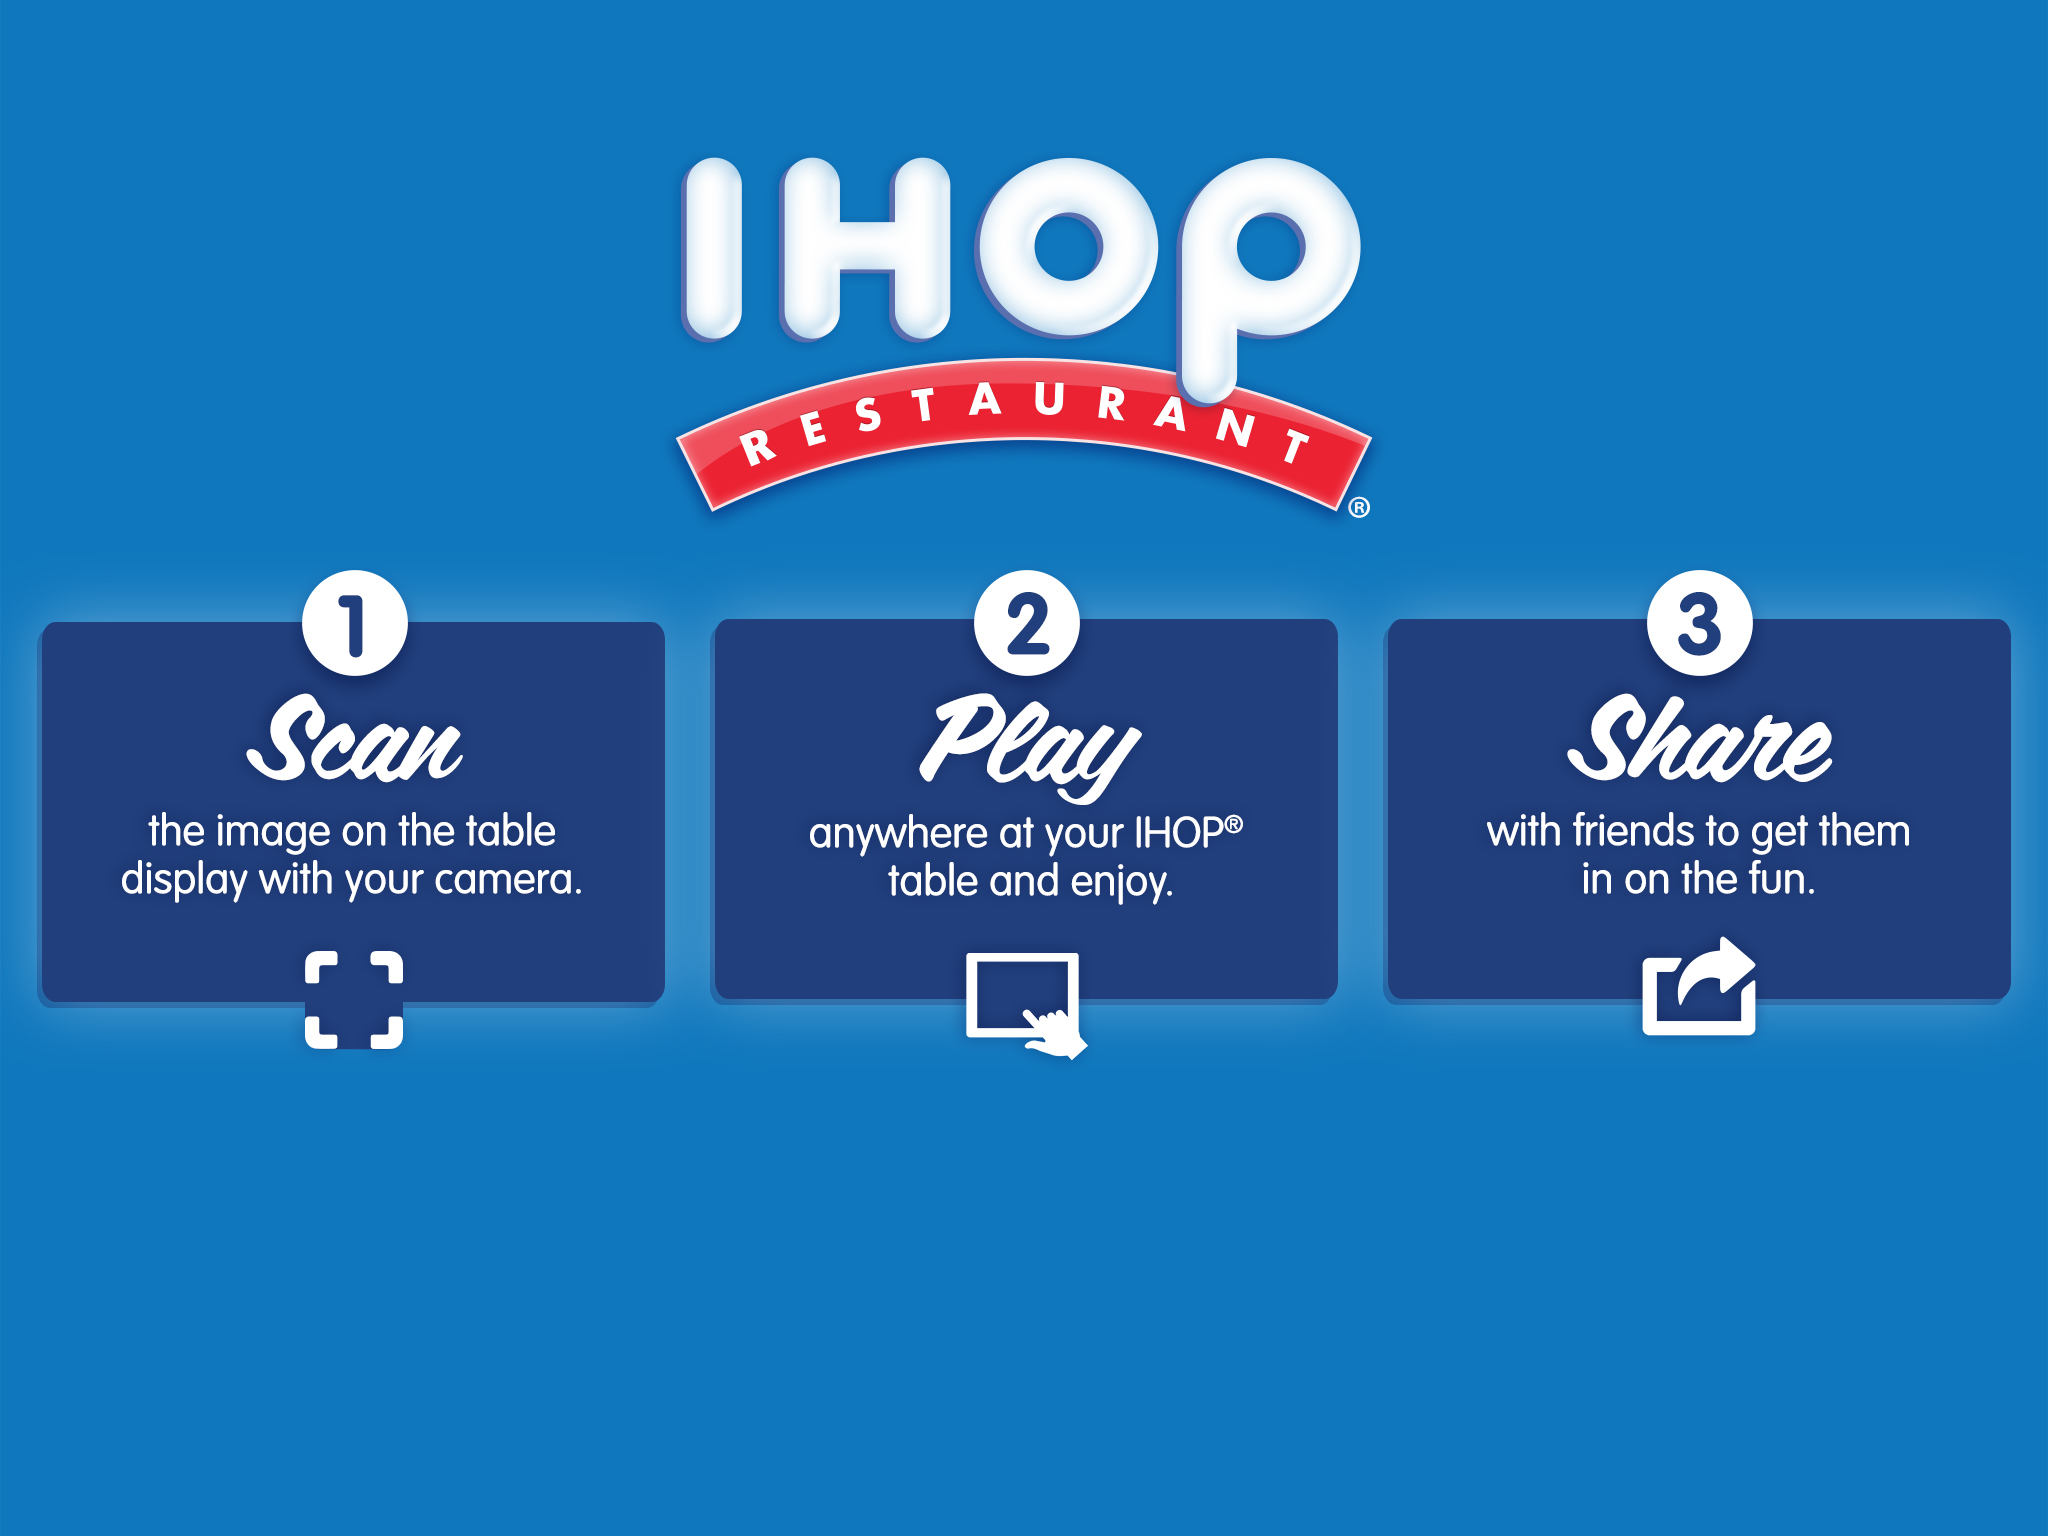 IHOP
RESTAURANT
®
1
Scan
the image on the table
display with your camera.
2
Play
anywhere at your IHOP®
table and enjoy.
3
Share
with friends to get them
in on the fun.